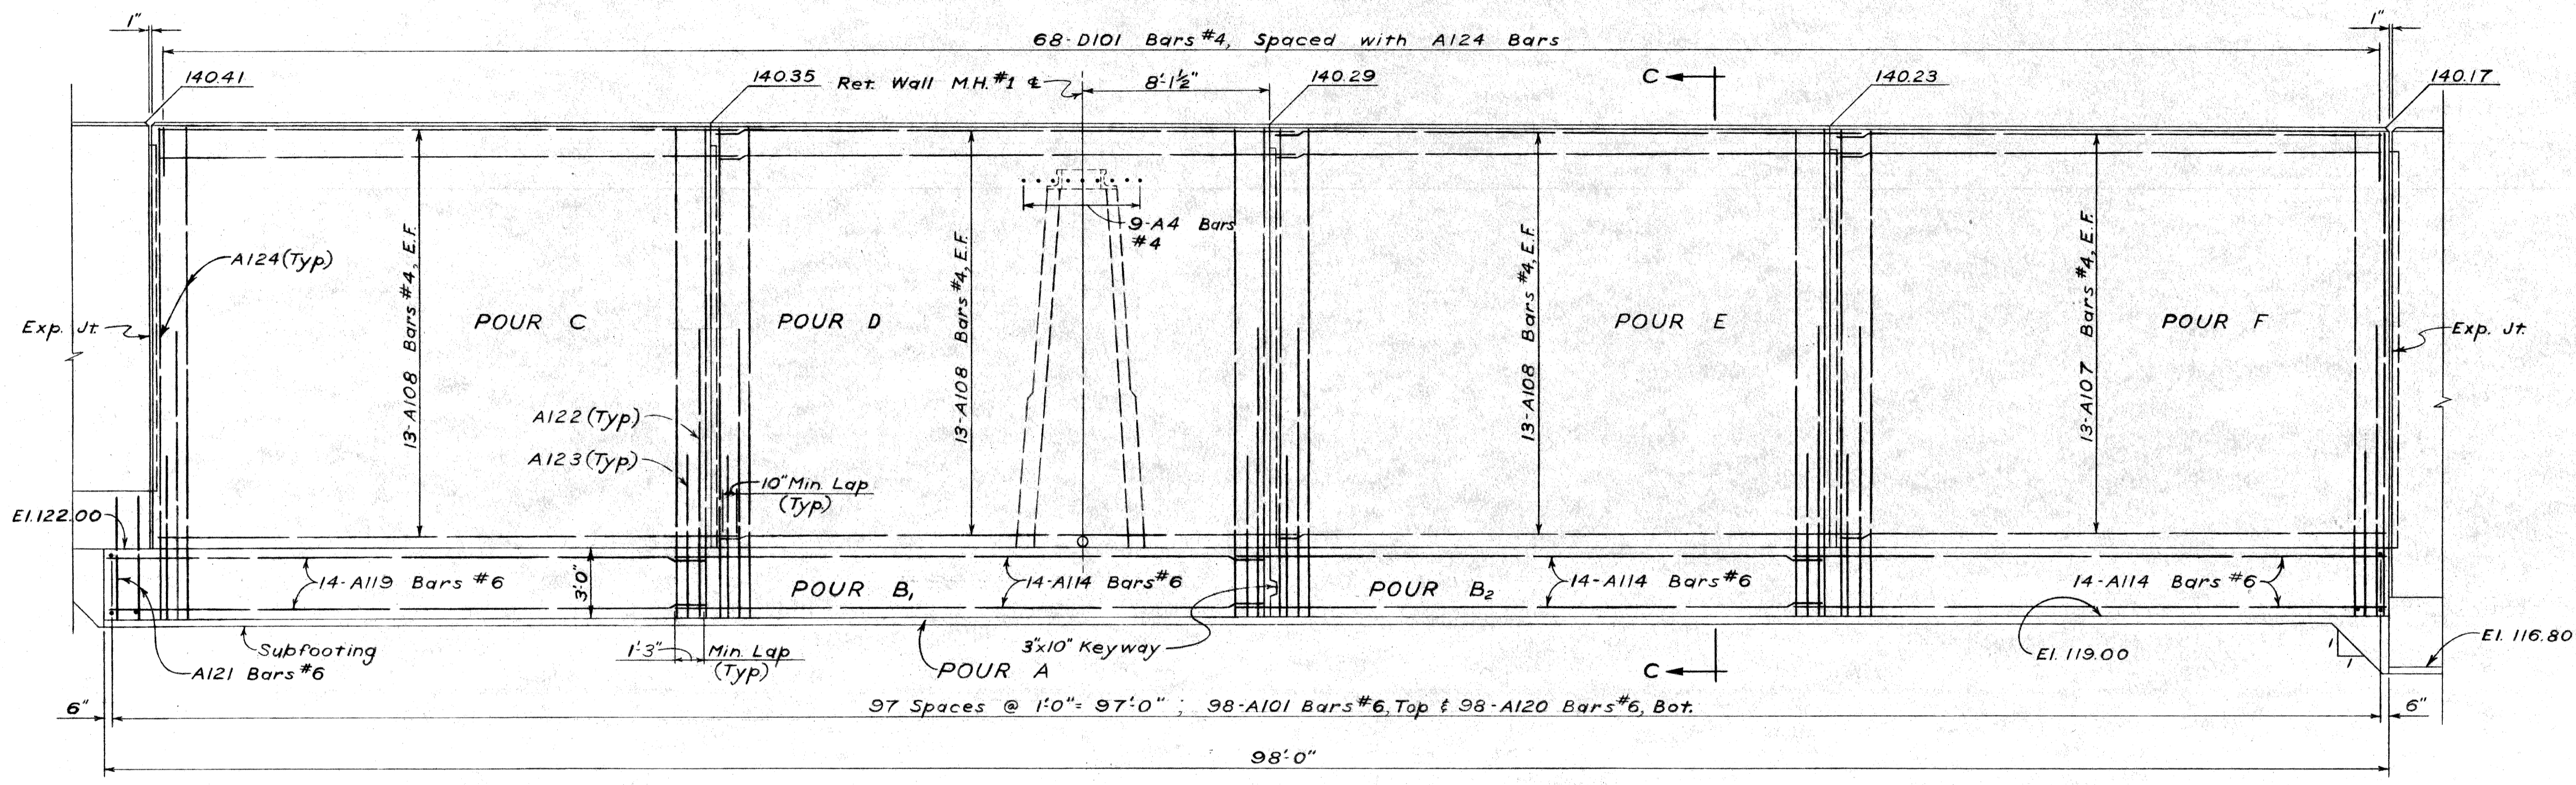 1"
68-D101 Bars #4, Spaced with A124 Bars
1"
140.41
140.35
Ret. Wall M.H. #1 ℄
8'-1½"
140.29
C
140.23
140.17
A124 (Typ.)
13-A108 Bars #4, E.F.
13-A108 Bars #4, E.F.
9-A4 Bars
#4
13-A108 Bars #4, E.F.
13-A107 Bars #4, E.F.
Exp. Jt.
POUR C
POUR D
POUR E
POUR F
Exp. Jt.
A122 (Typ.)
A123 (Typ.)
10" Min. Lap
(Typ.)
El. 122.00
14-A119 Bars #6
3'-0"
POUR B₁
14-A114 Bars #6
POUR B₂
14-A114 Bars #6
14-A114 Bars #6
Subfooting
A121 Bars #6
1'-3" Min. Lap
(Typ.)
POUR A
3"x10" Keyway
C
El. 119.00
1
1
El. 116.80
6"
97 Spaces @ 1'-0" = 97'-0" ; 98-A101 Bars #6, Top & 98-A120 Bars #6, Bot.
6"
98'-0"